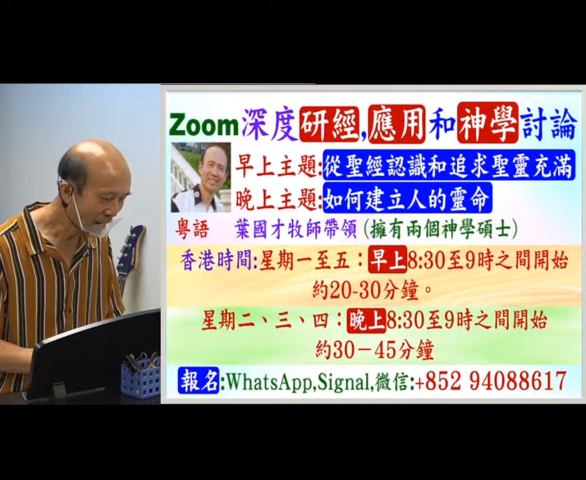 Zoom深度研經,應用和神學討論
早上主題:從聖經認識和追求聖靈充滿
晚上主題:如何建立人的靈命
粵語 葉國才牧師帶領(擁有兩個神學碩士)
香港時間:星期一至五:早上8:30至9時之間開始
約20-30分鐘。
星期二、三、四:晚上8:30至9時之間開始
約30－45分鐘
報名:WhatsApp,Signal,微信:+852 94088617